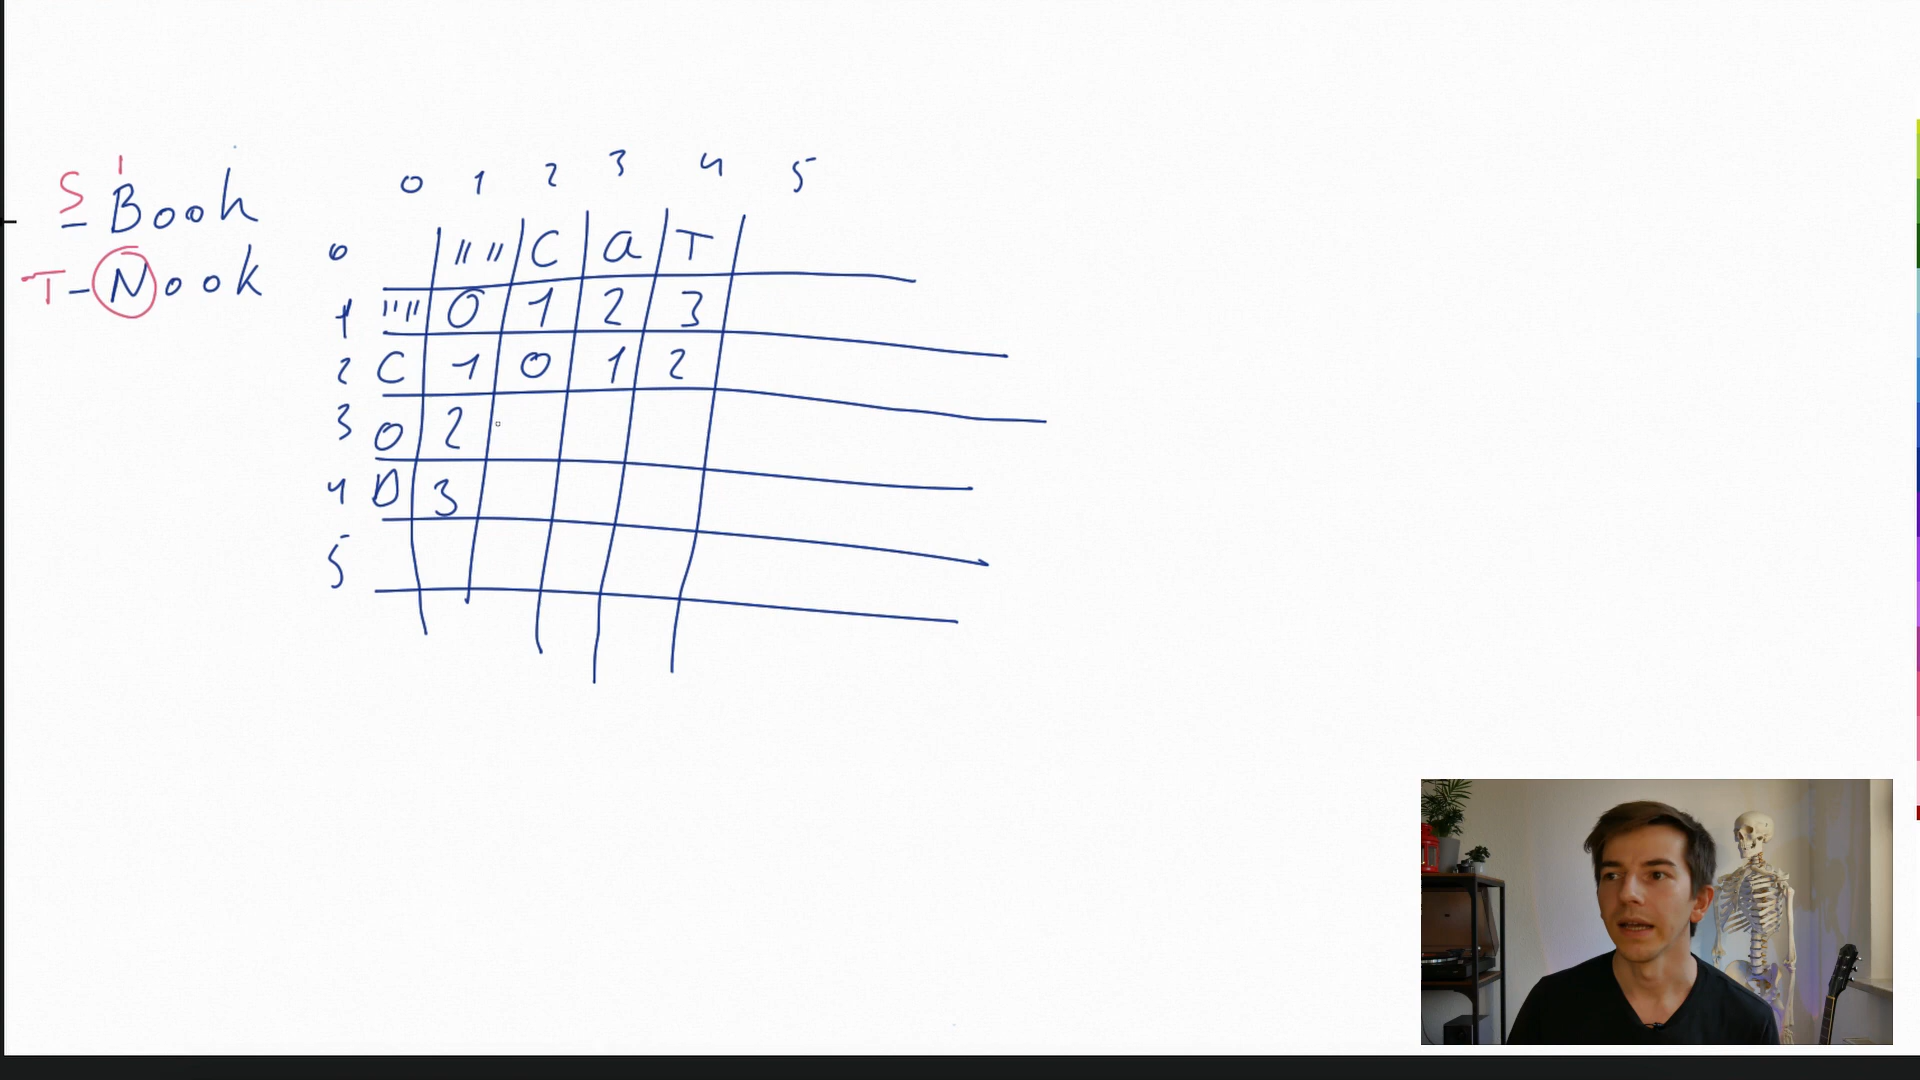 S 1
- Book
T - Nook
0 1 2 3 4 5
0 "" C a T
1 "" 0 1 2 3
2 C 1 0 1 2
3 O 2
4 D 3
5